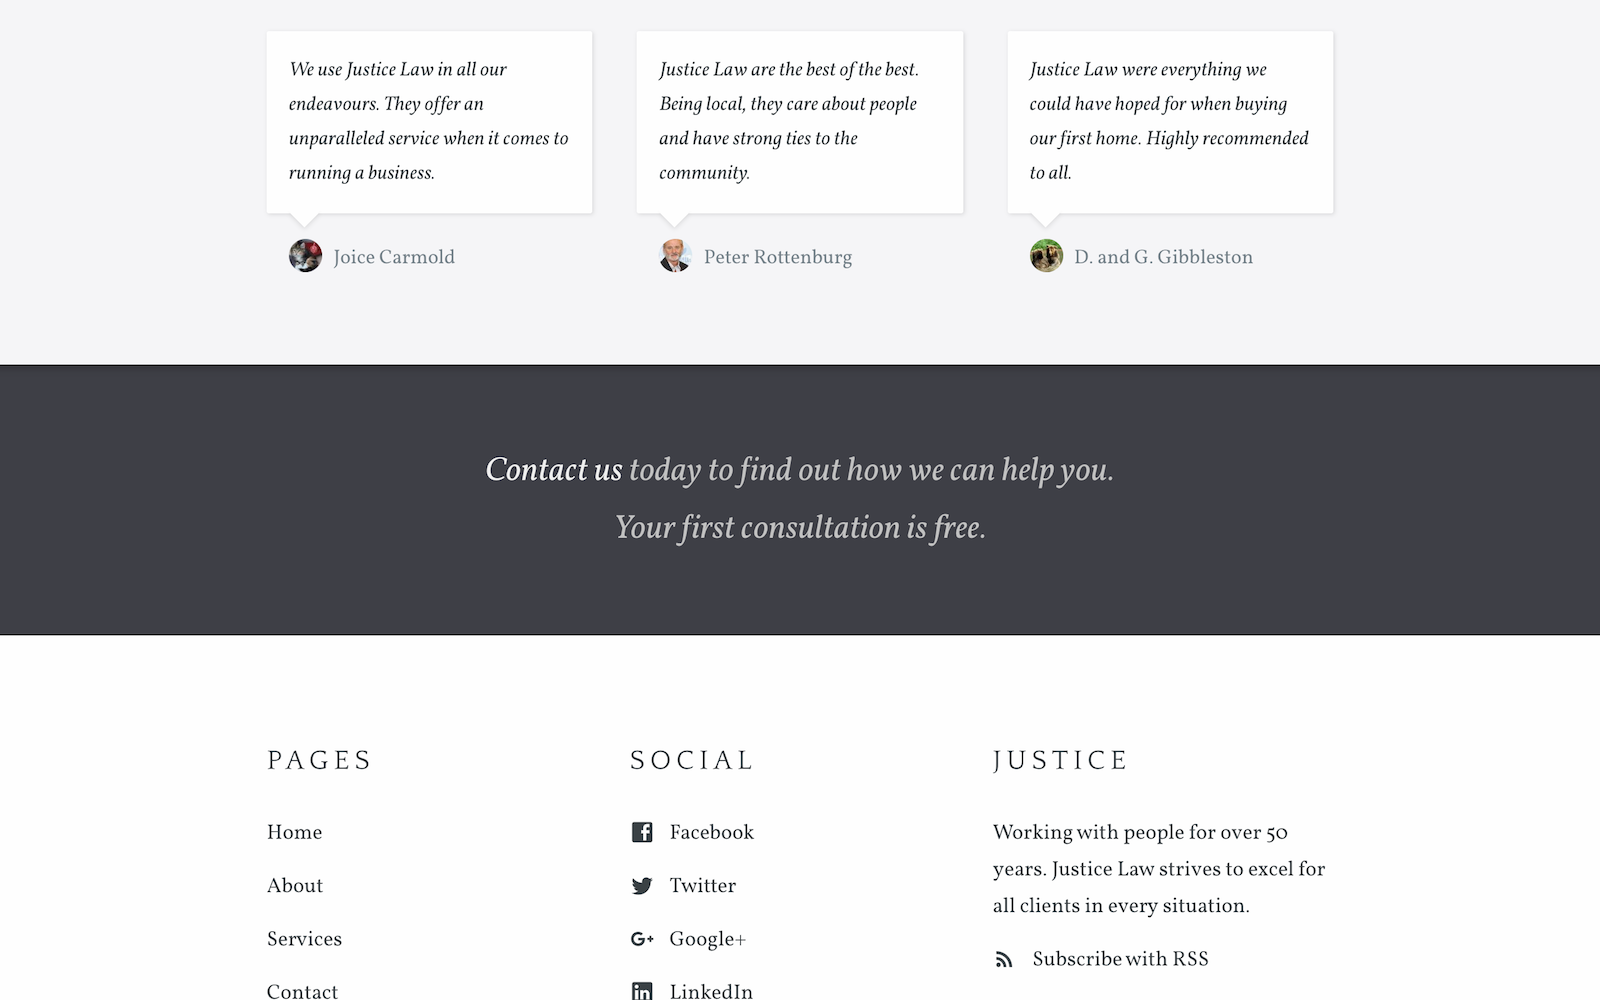 We use Justice Law in all our
endeavours. They offer an
unparalleled service when it comes to
running a business.
Joice Carmold
Justice Law are the best of the best.
Being local, they care about people
and have strong ties to the
community.
Peter Rottenburg
Justice Law were everything we
could have hoped for when buying
our first home. Highly recommended
to all.
D. and G. Gibbleston
Contact us today to find out how we can help you.
Your first consultation is free.
PAGES
Home
About
Services
Contact
SOCIAL
Facebook
Twitter
Google+
LinkedIn
JUSTICE
Working with people for over 50
years. Justice Law strives to excel for
all clients in every situation.
Subscribe with RSS